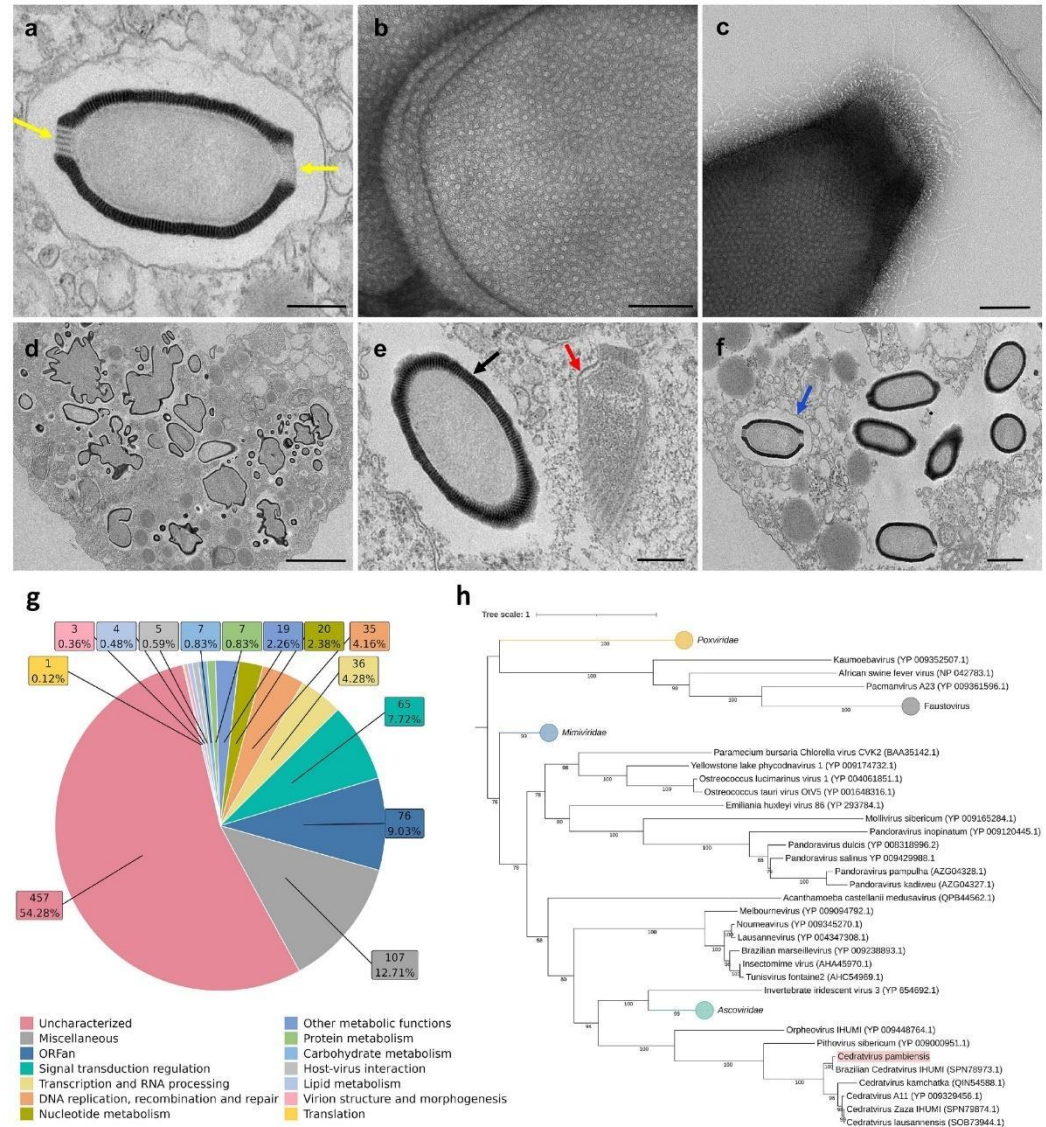 a
b
c
d
e
f
g
3
0.36%
4
0.48%
5
0.59%
7
0.83%
7
0.83%
19
2.26%
20
2.38%
35
4.16%
1
0.12%
36
4.28%
65
7.72%
76
9.03%
457
54.28%
107
12.71%
Uncharacterized
Miscellaneous
ORFan
Signal transduction regulation
Transcription and RNA processing
DNA replication, recombination and repair
Nucleotide metabolism
Other metabolic functions
Protein metabolism
Carbohydrate metabolism
Host-virus interaction
Lipid metabolism
Virion structure and morphogenesis
Translation
h
Tree scale: 1
Poxviridae
Kaumoebavirus (YP 009352507.1)
African swine fever virus (NP 042783.1)
Pacmanvirus A23 (YP 009361596.1)
Faustovirus
Mimiviridae
Paramecium bursaria Chlorella virus CVK2 (BAA35142.1)
Yellowstone lake phycodnavirus 1 (YP 009174732.1)
Ostreococcus lucimarinus virus 1 (YP 004061851.1)
Ostreococcus tauri virus OtV5 (YP 001648316.1)
Emiliania huxleyi virus 86 (YP 293784.1)
Mollivirus sibericum (YP 009165284.1)
Pandoravirus inopinatum (YP 009120445.1)
Pandoravirus dulcis (YP 008318996.2)
Pandoravirus salinus YP 009429988.1
Pandoravirus pampulha (AZG04328.1)
Pandoravirus kadiweu (AZG04327.1)
Acanthamoeba castellanii medusavirus (QPB44562.1)
Melbournevirus (YP 009094792.1)
Noumeavirus (YP 009345270.1)
Lausannevirus (YP 004347308.1)
Brazilian marseillevirus (YP 009238893.1)
Insectomime virus (AHA45970.1)
Tunisvirus fontaine2 (AHC54969.1)
Invertebrate iridescent virus 3 (YP 654692.1)
Ascoviridae
Orpheovirus IHUMI (YP 009448764.1)
Pithovirus sibericum (YP 009000951.1)
Cedratvirus pambiensis
Brazilian Cedratvirus IHUMI (SPN78973.1)
Cedratvirus kamchatka (QIN54588.1)
Cedratvirus A11 (YP 009329456.1)
Cedratvirus Zaza IHUMI (SPN79874.1)
Cedratvirus lausannensis (SOB73944.1)